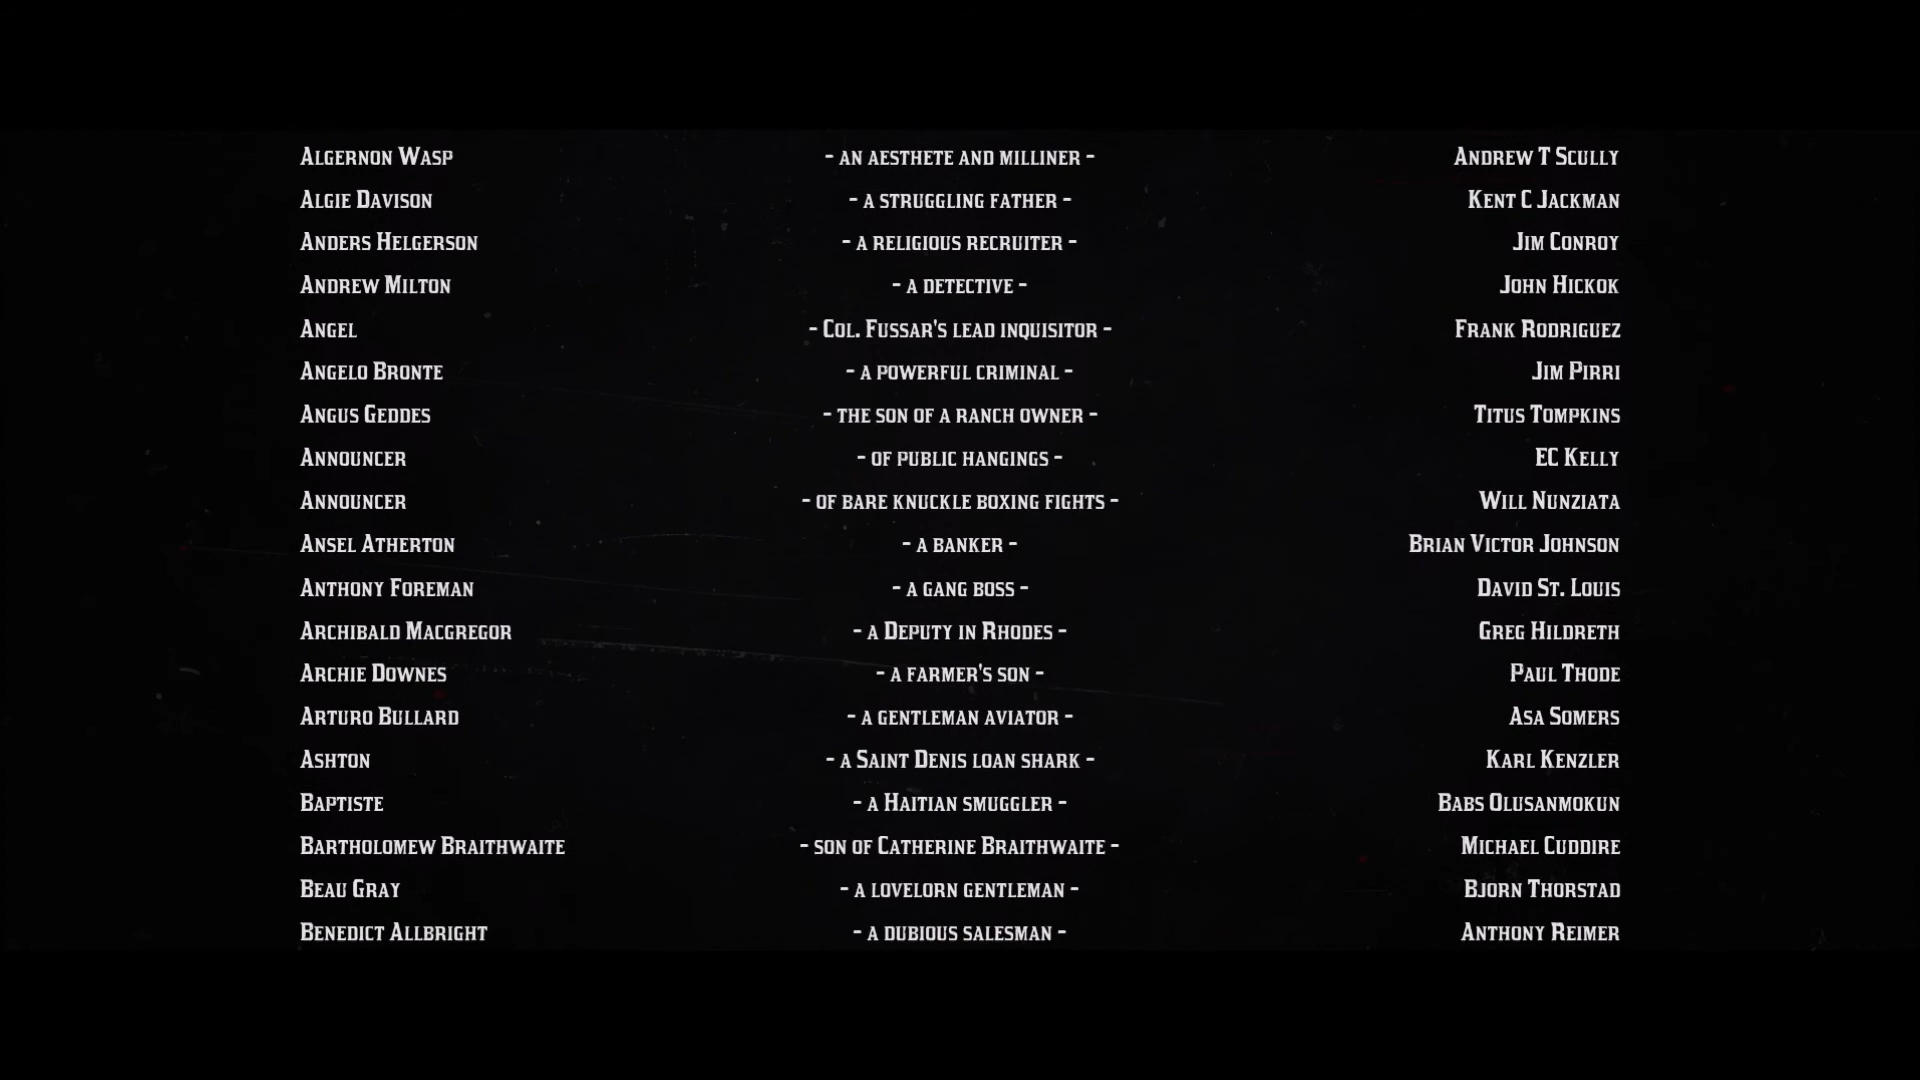 Algernon Wasp - an aesthete and milliner - Andrew T Scully
Algie Davison - a struggling father - Kent C Jackman
Anders Helgerson - a religious recruiter - Jim Conroy
Andrew Milton - a detective - John Hickok
Angel - Col. Fussar's lead inquisitor - Frank Rodriguez
Angelo Bronte - a powerful criminal - Jim Pirri
Angus Geddes - the son of a ranch owner - Titus Tompkins
Announcer - of public hangings - EC Kelly
Announcer - of bare knuckle boxing fights - Will Nunziata
Ansel Atherton - a banker - Brian Victor Johnson
Anthony Foreman - a gang boss - David St. Louis
Archibald Macgregor - a Deputy in Rhodes - Greg Hildreth
Archie Downes - a farmer's son - Paul Thode
Arturo Bullard - a gentleman aviator - Asa Somers
Ashton - a Saint Denis loan shark - Karl Kenzler
Baptiste - a Haitian smuggler - Babs Olusanmokun
Bartholomew Braithwaite - son of Catherine Braithwaite - Michael Cuddire
Beau Gray - a lovelorn gentleman - Bjorn Thorstad
Benedict Allbright - a dubious salesman - Anthony Reimer